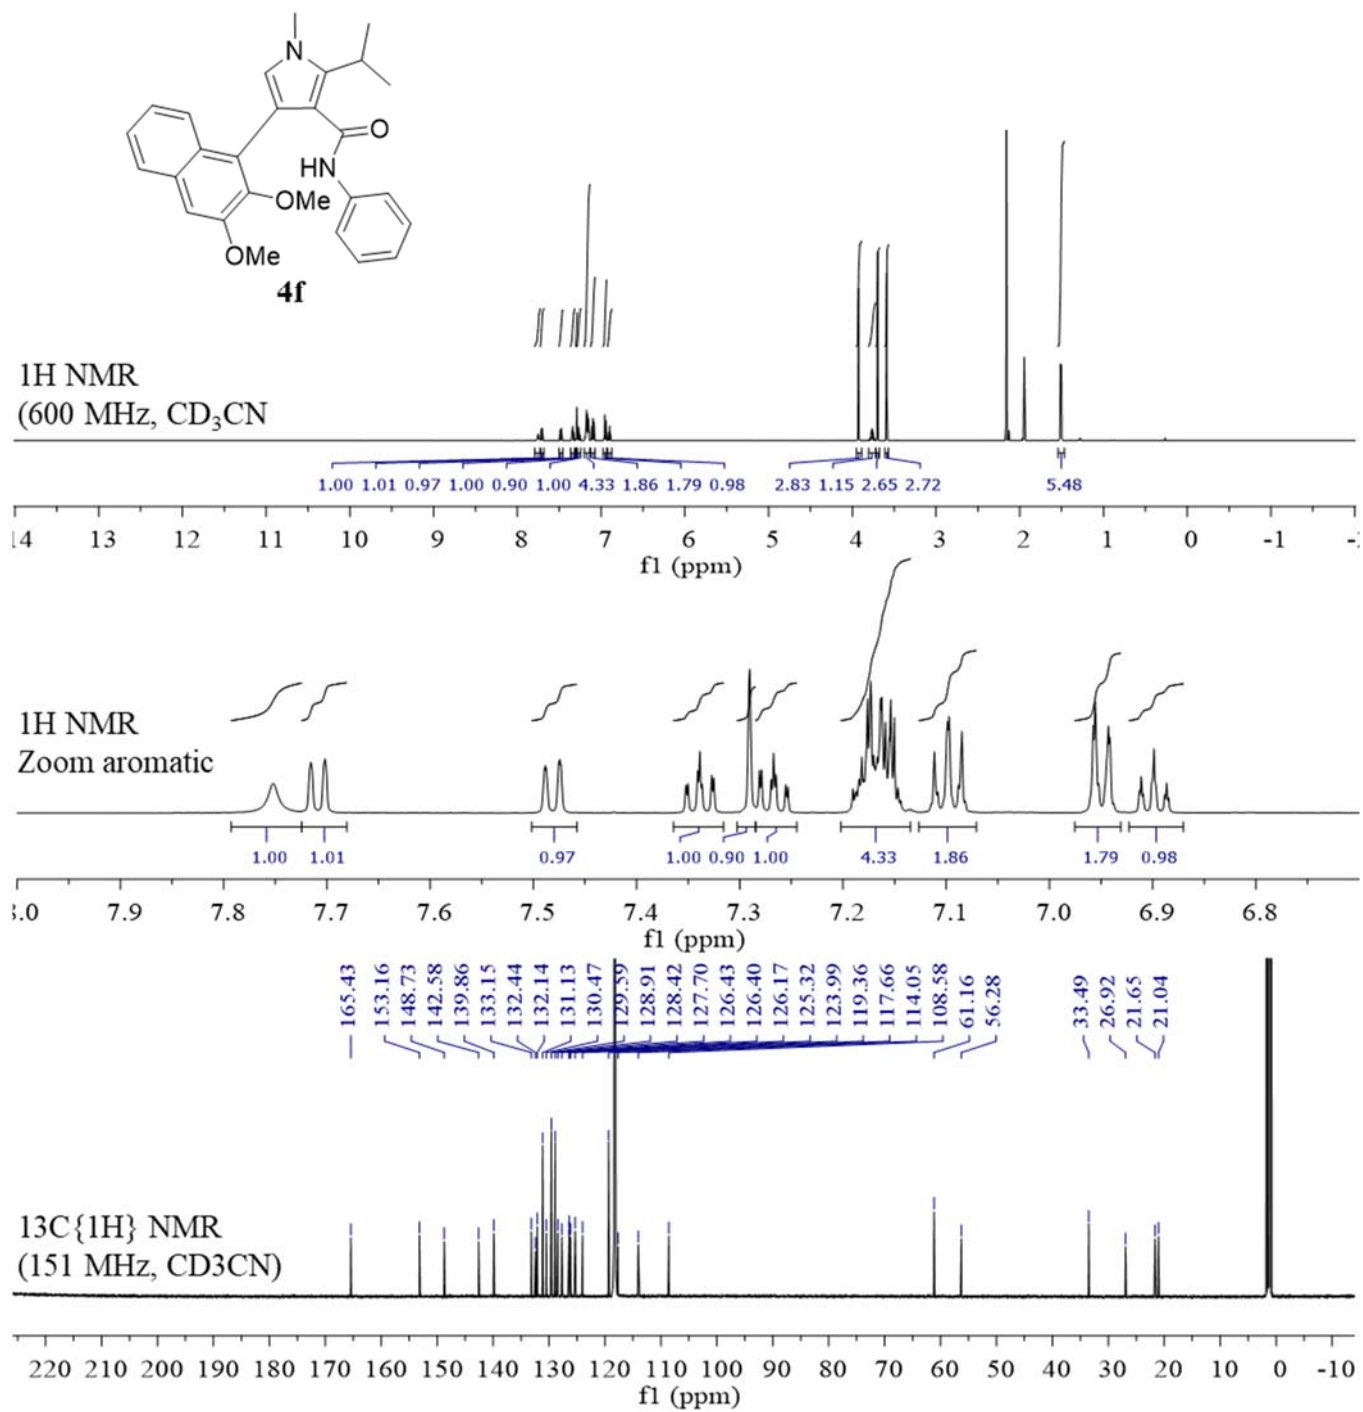 N
O
HN
OMe
OMe
4f
1H NMR
(600 MHz, CD₃CN
1.00 1.01 0.97 1.00 0.90 1.00 4.33 1.86 1.79 0.98 2.83 1.15 2.65 2.72 5.48
14 13 12 11 10 9 8 7 6 5 4 3 2 1 0 -1
f1 (ppm)
1H NMR
Zoom aromatic
1.00 1.01 0.97 1.00 0.90 1.00 4.33 1.86 1.79 0.98
7.9 7.8 7.7 7.6 7.5 7.4 7.3 7.2 7.1 7.0 6.9 6.8
f1 (ppm)
165.43
153.16
148.73
142.58
139.86
133.15
132.44
132.14
131.13
130.47
129.59
128.91
128.42
127.70
126.43
126.40
126.17
125.32
123.99
119.36
117.66
114.05
108.58
61.16
56.28
33.49
26.92
21.65
21.04
13C{1H} NMR
(151 MHz, CD3CN)
220 210 200 190 180 170 160 150 140 130 120 110 100 90 80 70 60 50 40 30 20 10 0 -10
f1 (ppm)